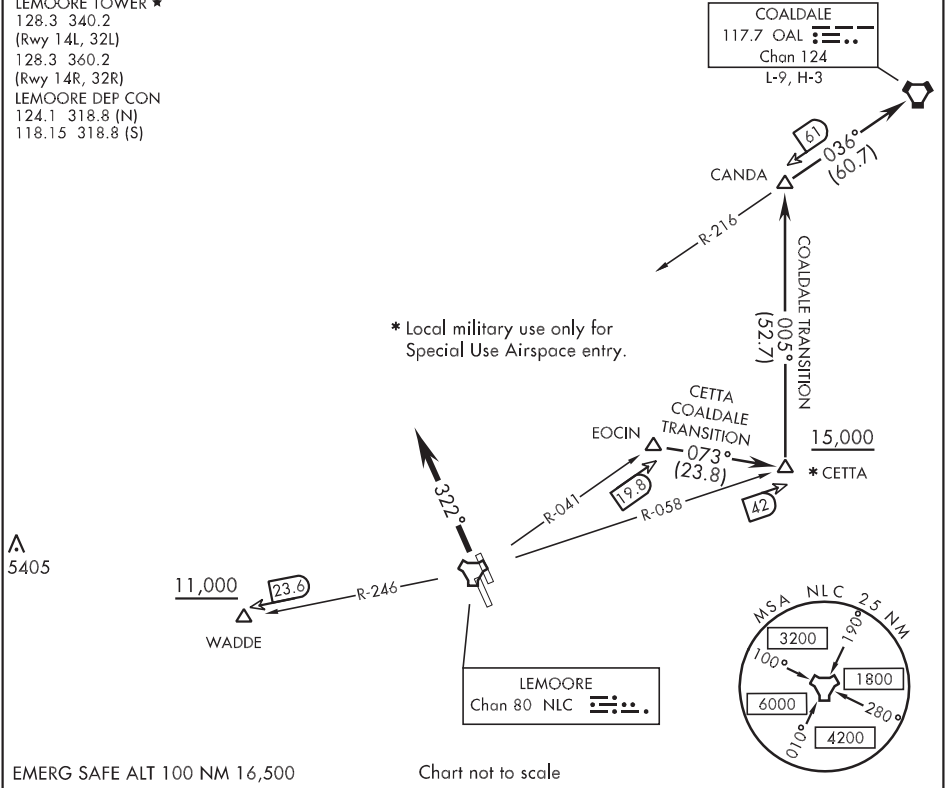 LEMOORE TOWER ★
128.3 340.2
(Rwy 14L, 32L)
128.3 360.2
(Rwy 14R, 32R)
LEMOORE DEP CON
124.1 318.8 (N)
118.15 318.8 (S)
COALDALE
117.7 OAL
Chan 124
L-9, H-3
61
036°
(60.7)
CANDA
R-216
COALDALE TRANSITION
005°
(52.7)
* Local military use only for
Special Use Airspace entry.
CETTA
COALDALE
TRANSITION
EOCIN
073°
(23.8)
15,000
* CETTA
19.8
42
R-041
R-058
322°
5405
11,000
23.6
R-246
WADDE
LEMOORE
Chan 80 NLC
MSA NLC 25 NM
3200
190°
100°
1800
6000
280°
010°
4200
EMERG SAFE ALT 100 NM 16,500
Chart not to scale